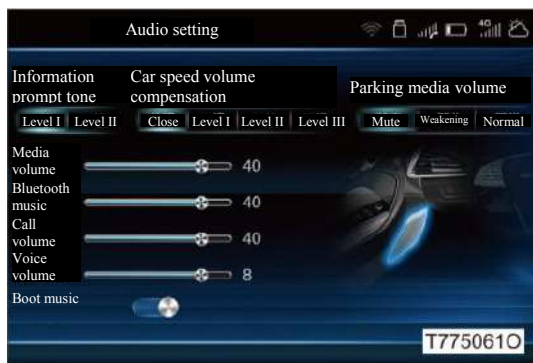 Audio setting
4G
Information
prompt tone
Car speed volume
compensation
Parking media volume
Level I Level II
Close Level I Level II Level III
Mute Weakening Normal
Media
volume
40
Bluetooth
music
40
Call
volume
40
Voice
volume
8
Boot music
T775061O